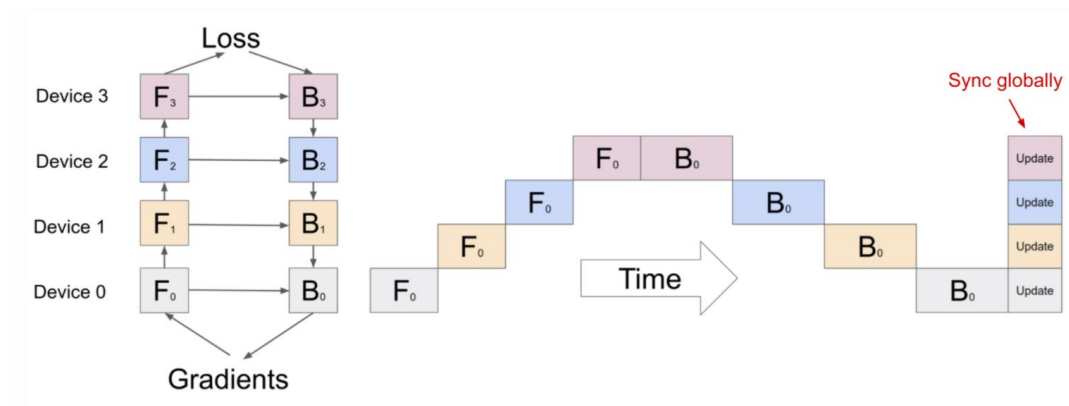 Loss
Device 3 F₃ B₃
Device 2 F₂ B₂
Device 1 F₁ B₁
Device 0 F₀ B₀
Gradients
Sync globally
F₀ B₀ Update
F₀ B₀ Update
F₀ B₀ Update
Time
F₀ B₀ Update